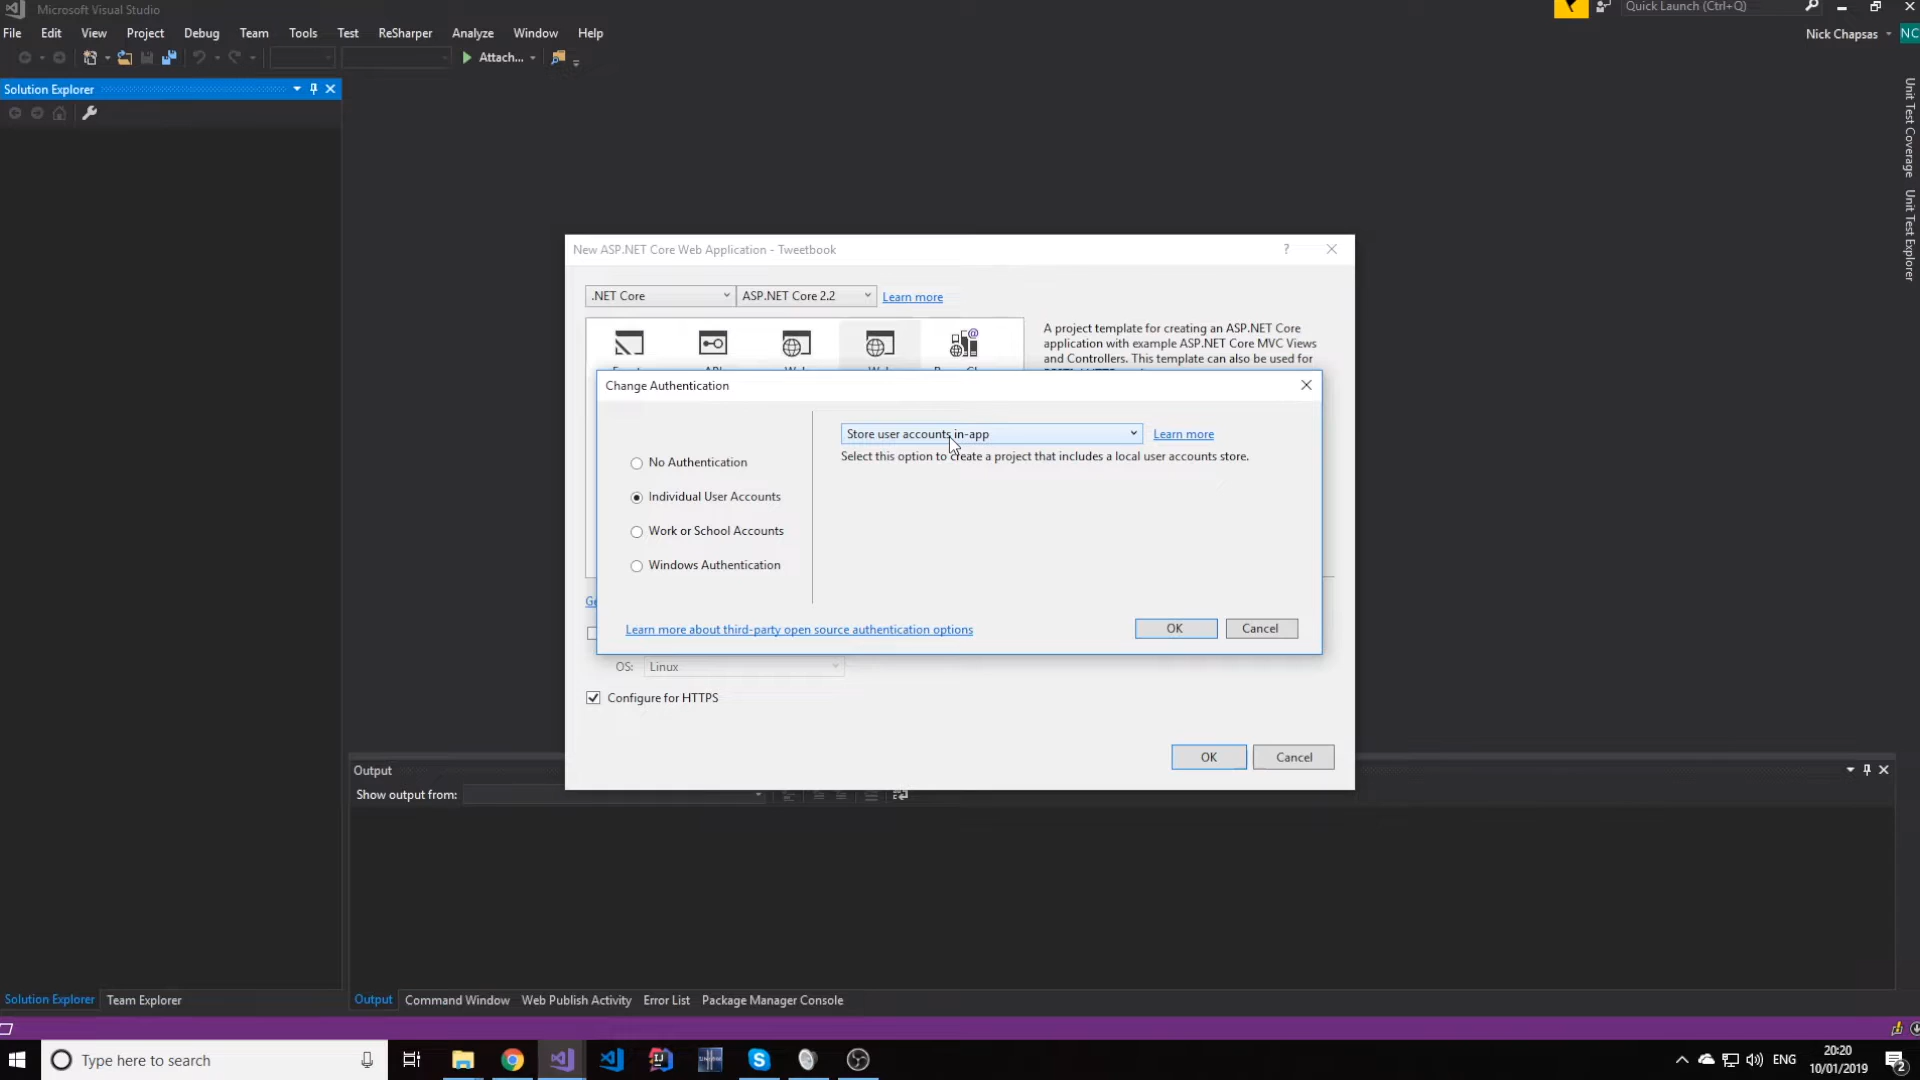 Microsoft Visual Studio
Quick Launch (Ctrl+Q)
File Edit View Project Debug Team Tools Test ReSharper Analyze Window Help
Nick Chapsas NC
Attach...
Solution Explorer
Unit Test Coverage
Unit Test Explorer
New ASP.NET Core Web Application - Tweetbook
.NET Core
ASP.NET Core 2.2
Learn more
A project template for creating an ASP.NET Core
application with example ASP.NET Core MVC Views
and Controllers. This template can also be used for
Change Authentication
Store user accounts in-app
Learn more
Select this option to create a project that includes a local user accounts store.
No Authentication
Individual User Accounts
Work or School Accounts
Windows Authentication
Learn more about third-party open source authentication options
OK Cancel
OS: Linux
Configure for HTTPS
OK Cancel
Output
Show output from:
Solution Explorer Team Explorer
Output Command Window Web Publish Activity Error List Package Manager Console
Type here to search
ENG
20:20
10/01/2019
2